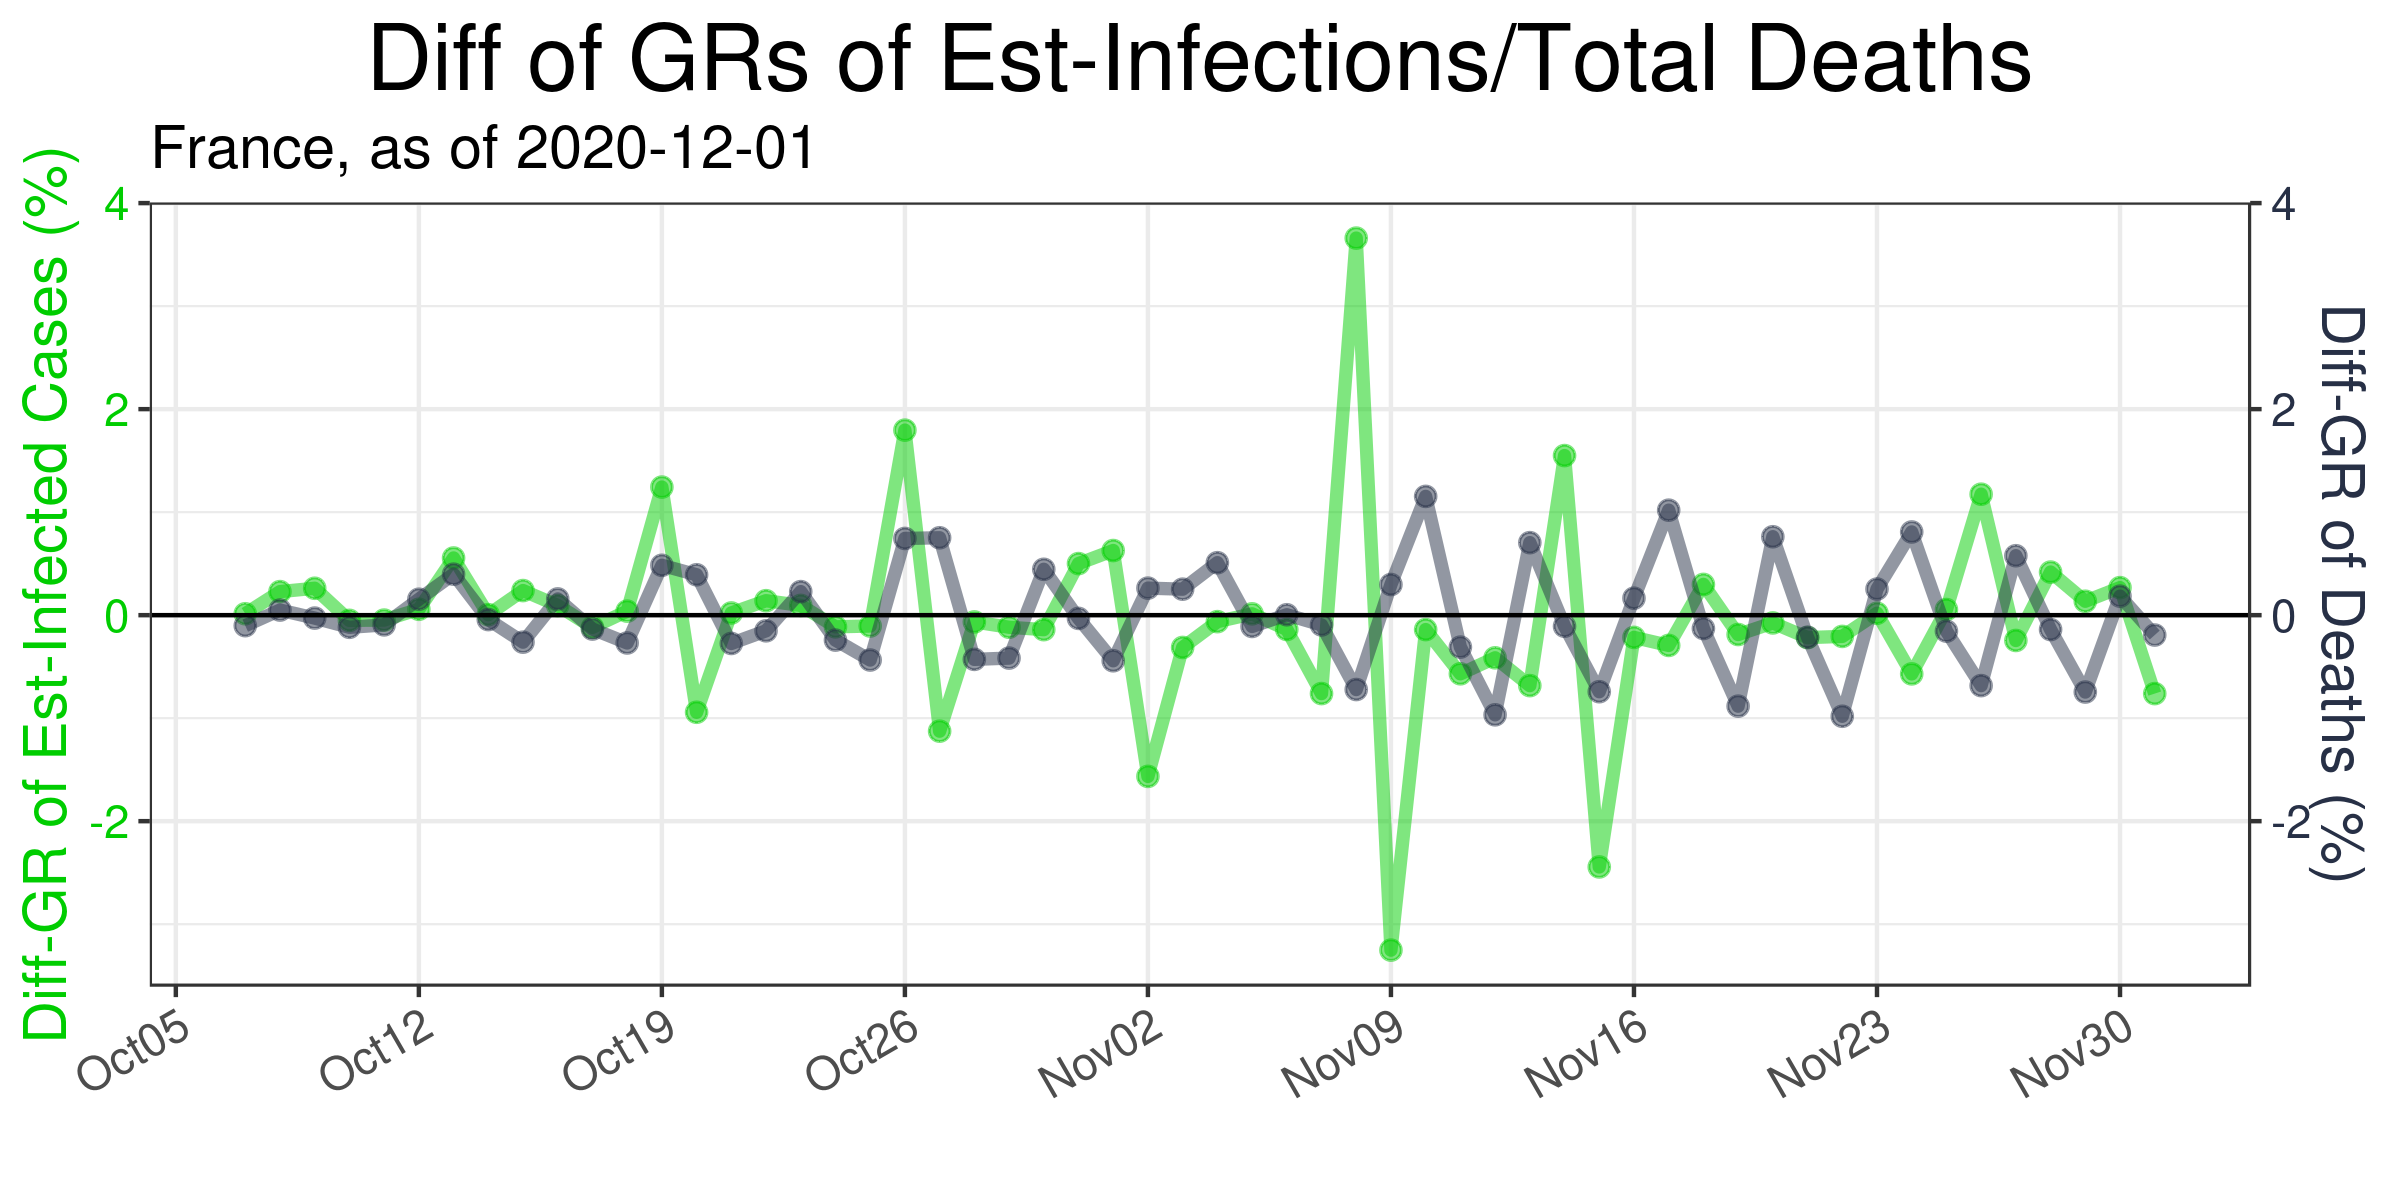 Diff of GRs of Est-Infections/Total Deaths
France, as of 2020-12-01
Diff-GR of Est-Infected Cases (%)
4
2
0
-2
4
2
0
-2
Diff-GR of Deaths (%)
Oct05
Oct12
Oct19
Oct26
Nov02
Nov09
Nov16
Nov23
Nov30